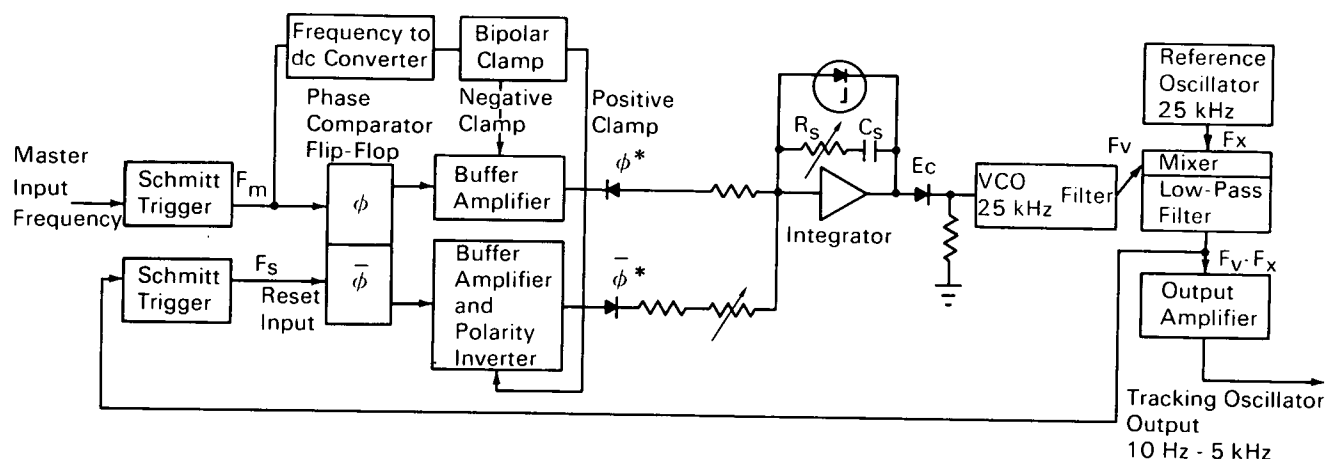 Frequency to
dc Converter
Bipolar
Clamp
Reference
Oscillator
25 kHz
Phase
Comparator
Flip-Flop
Negative
Clamp
Positive
Clamp
Master
Input
Frequency
Schmitt
Trigger
Fm
ϕ
Buffer
Amplifier
ϕ*
Rs
Cs
Integrator
Ec
VCO
25 kHz
Filter
Fv
Fx
Mixer
Low-Pass
Filter
Schmitt
Trigger
Fs
Reset
Input
ϕ̅
Buffer
Amplifier
and
Polarity
Inverter
ϕ̅*
Fv-Fx
Output
Amplifier
Tracking Oscillator
Output
10 Hz - 5 kHz